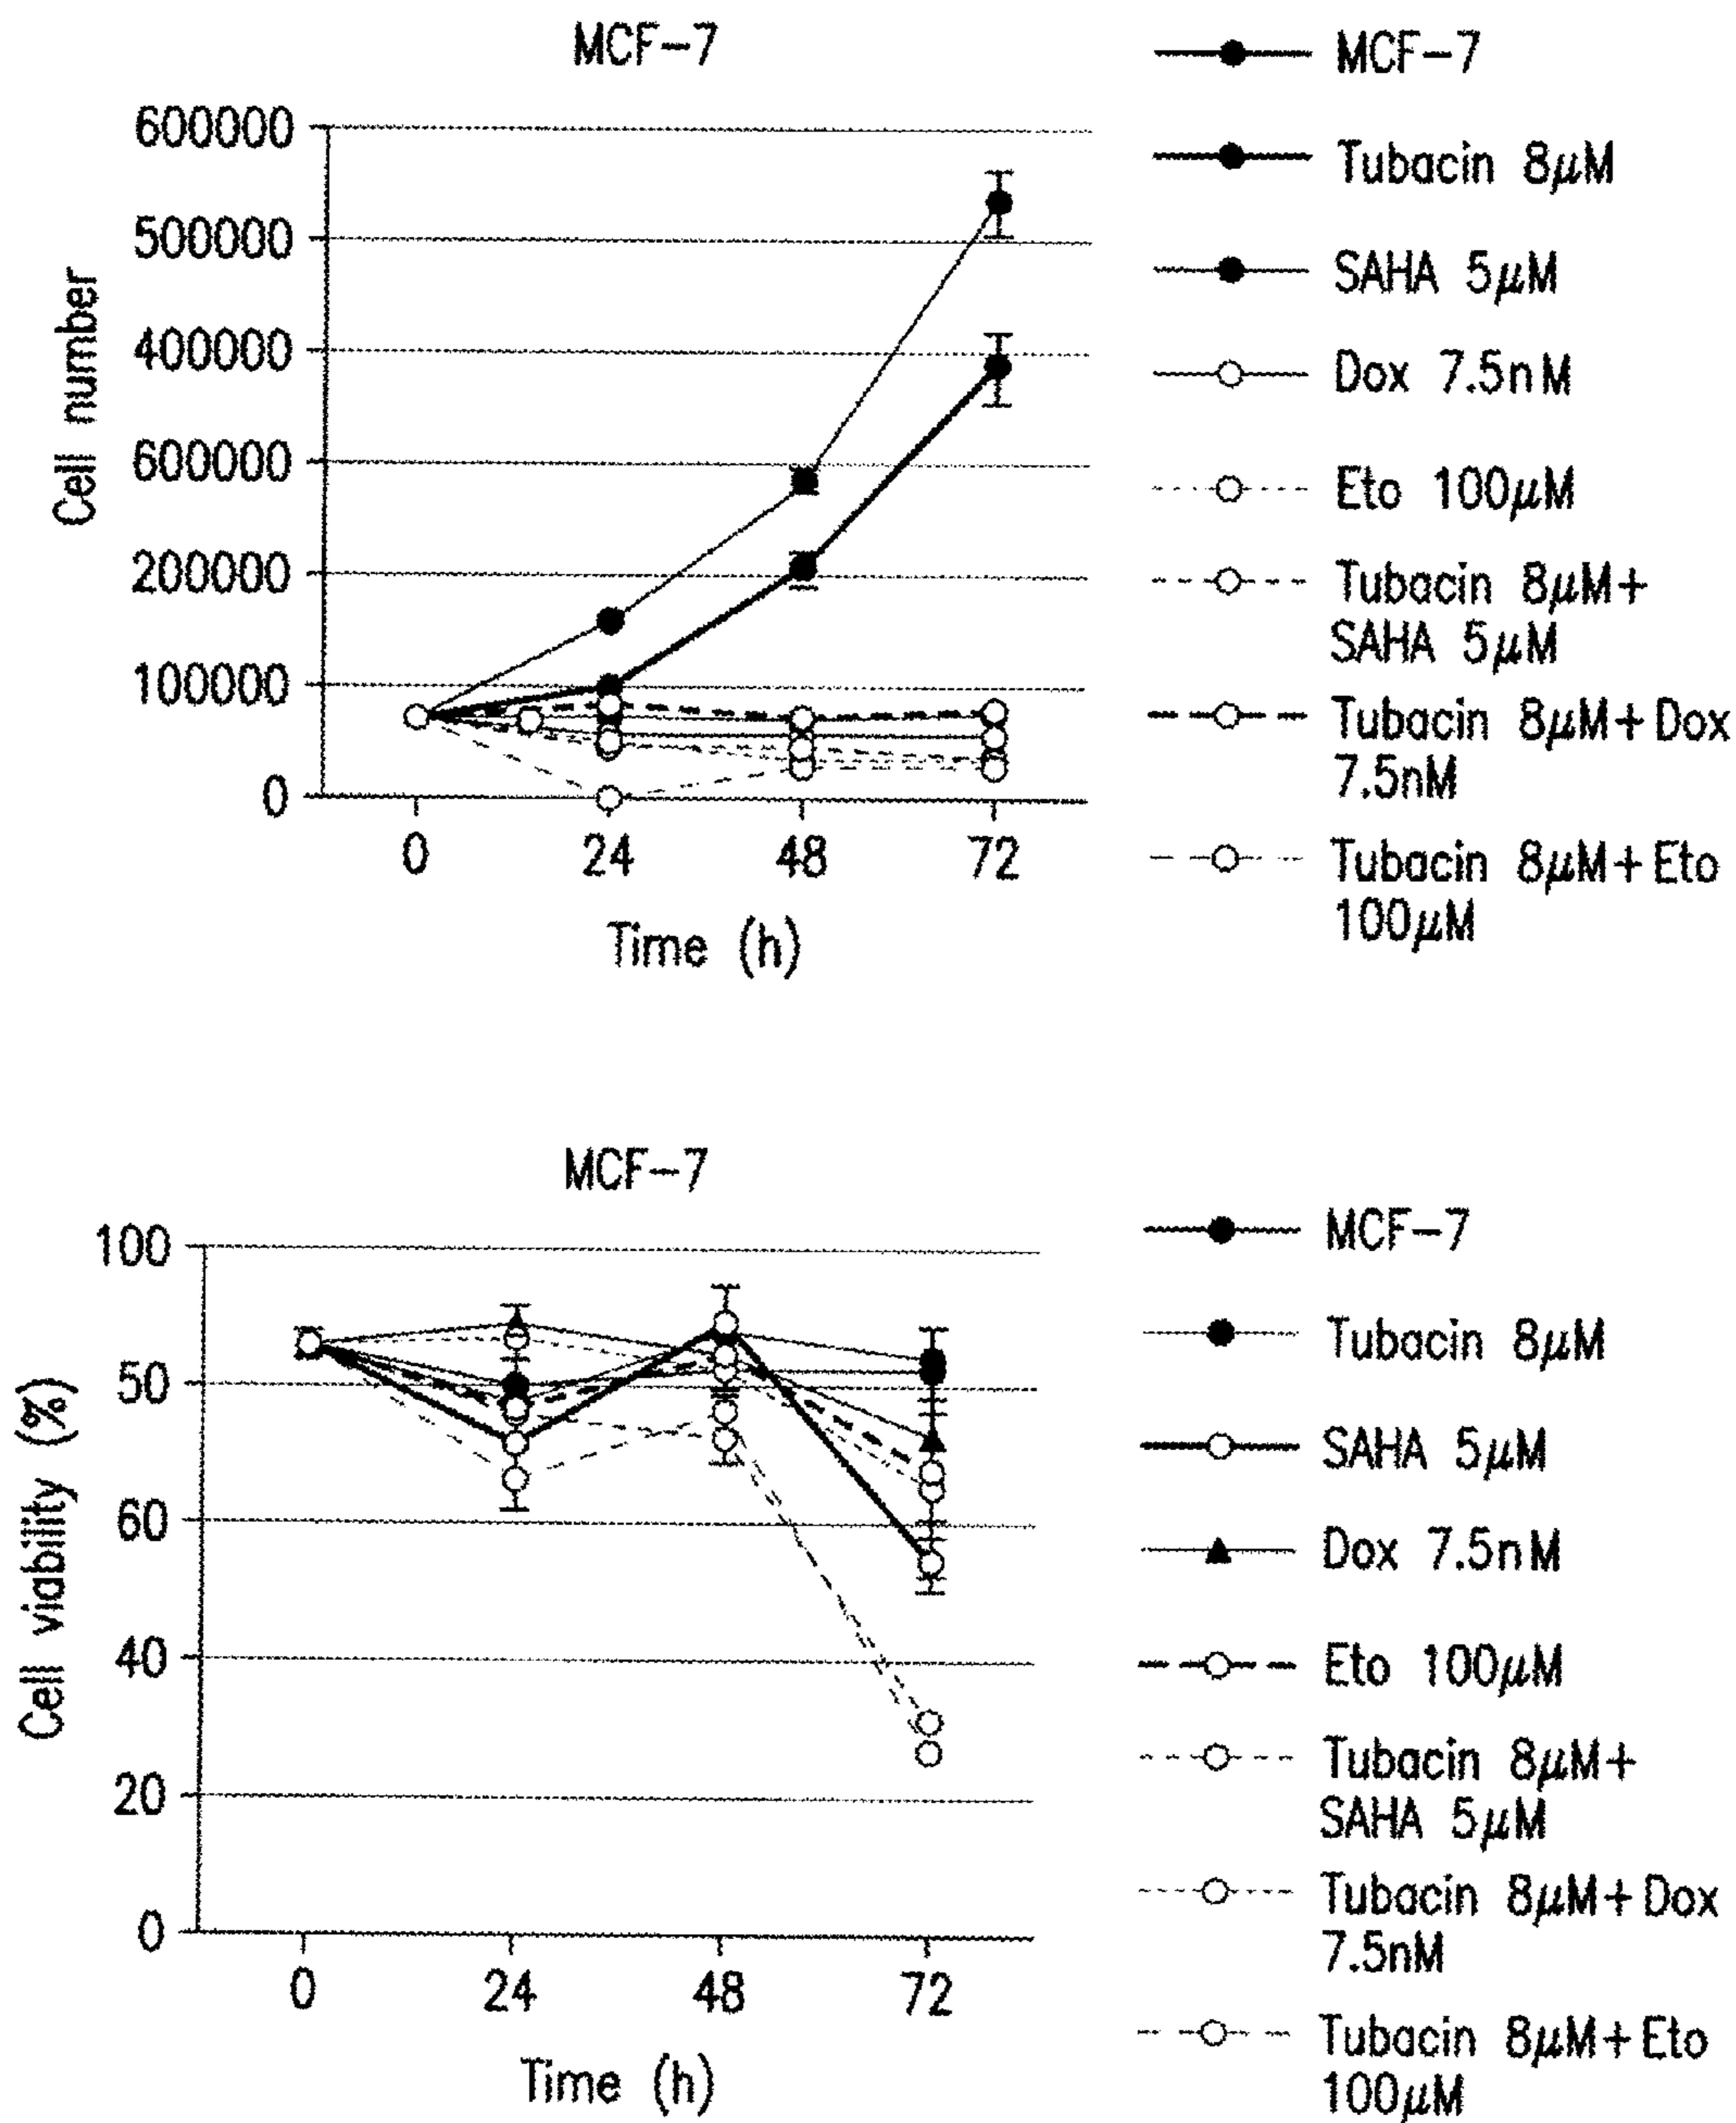 MCF-7
600000
500000
400000
600000
200000
100000
0
Cell number
0 24 48 72
Time (h)
MCF-7
Tubacin 8μM
SAHA 5μM
Dox 7.5nM
Eto 100μM
Tubacin 8μM+
SAHA 5μM
Tubacin 8μM+Dox
7.5nM
Tubacin 8μM+Eto
100μM
MCF-7
100
50
60
40
20
0
Cell viability (%)
0 24 48 72
Time (h)
MCF-7
Tubacin 8μM
SAHA 5μM
Dox 7.5nM
Eto 100μM
Tubacin 8μM+
SAHA 5μM
Tubacin 8μM+Dox
7.5nM
Tubacin 8μM+Eto
100μM